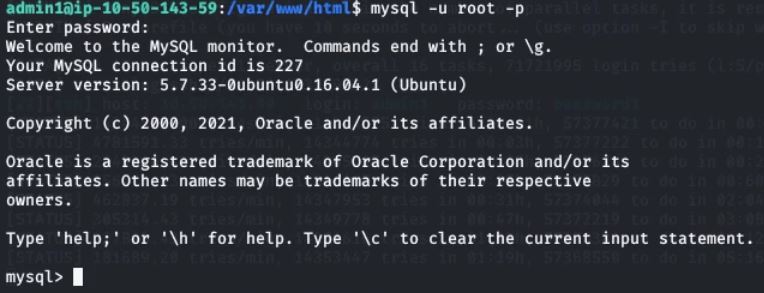 admin1@ip-10-50-143-59:/var/www/html$ mysql -u root -p
Enter password:
Welcome to the MySQL monitor.  Commands end with ; or \g.
Your MySQL connection id is 227
Server version: 5.7.33-0ubuntu0.16.04.1 (Ubuntu)
Copyright (c) 2000, 2021, Oracle and/or its affiliates.
Oracle is a registered trademark of Oracle Corporation and/or its
affiliates. Other names may be trademarks of their respective
owners.
Type 'help;' or '\h' for help. Type '\c' to clear the current input statement.
mysql>